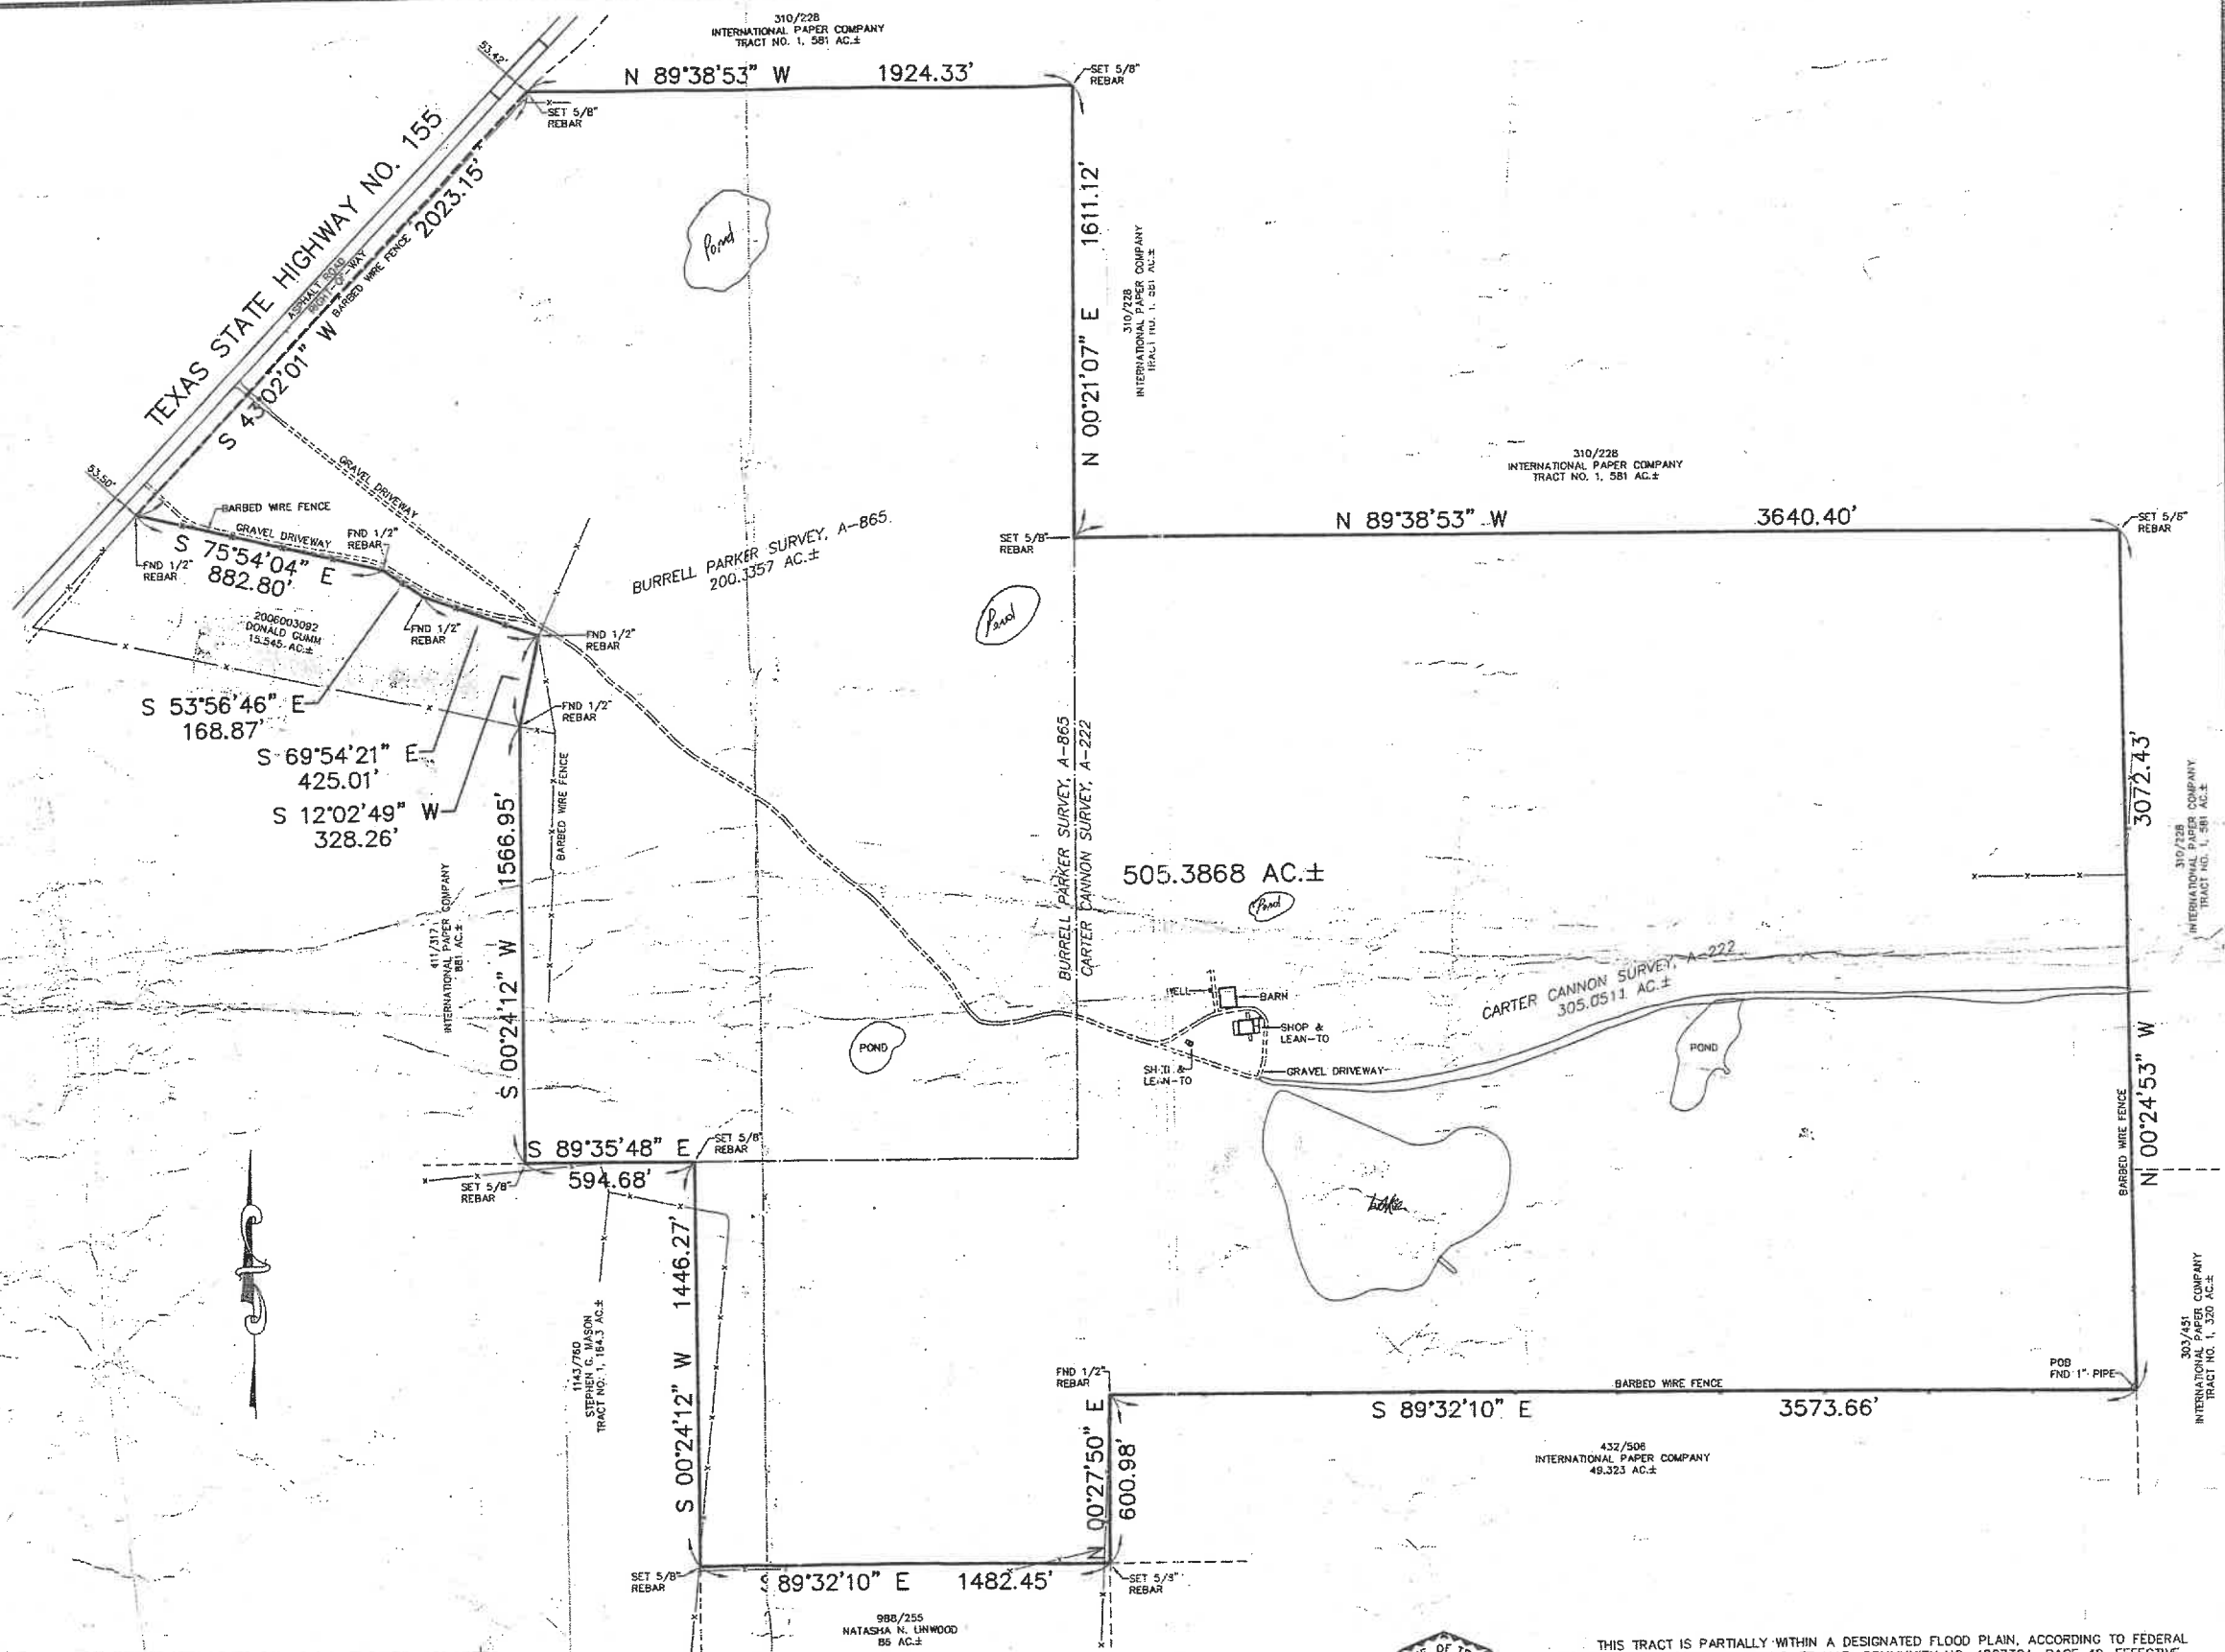 310/228
INTERNATIONAL PAPER COMPANY
TRACT NO. 1, 581 AC.±
53.42'
N 89°38'53" W 1924.33'
SET 5/8"
REBAR
SET 5/8"
REBAR
TEXAS STATE HIGHWAY NO. 155
ASPHALT ROAD
RIGHT-OF-WAY
BARBED WIRE FENCE
S 43°02'01" W 2023.15'
Pond
N 00°21'07" E 1611.12'
310/228
INTERNATIONAL PAPER COMPANY
TRACT NO. 1, 581 AC.±
310/228
INTERNATIONAL PAPER COMPANY
TRACT NO. 1, 581 AC.±
N 89°38'53" W 3640.40'
SET 5/8"
REBAR
SET 5/8"
REBAR
53.50'
GRAVEL DRIVEWAY
BARBED WIRE FENCE
GRAVEL DRIVEWAY
FND 1/2"
REBAR
FND 1/2"
REBAR
S 75°54'04" E
882.80'
BURRELL PARKER SURVEY, A-865
200.3357 AC.±
Pond
2006003092
DONALD GUMM
15.545 AC.±
FND 1/2"
REBAR
FND 1/2"
REBAR
S 53°56'46" E
168.87'
FND 1/2"
REBAR
S 69°54'21" E
425.01'
S 12°02'49" W
328.26'
BARBED WIRE FENCE
S 00°24'12" W 1566.95'
411/317
INTERNATIONAL PAPER COMPANY
881 AC.±
BURRELL PARKER SURVEY, A-865
CARTER CANNON SURVEY, A-222
505.3868 AC.±
Pond
3072.43'
310/228
INTERNATIONAL PAPER COMPANY
TRACT NO. 1, 581 AC.±
CARTER CANNON SURVEY, A-222
305.0511 AC.±
WELL
BARN
SHOP &
LEAN-TO
SHED &
LEAN-TO
GRAVEL DRIVEWAY
POND
POND
N 00°24'53" W
BARBED WIRE FENCE
S 89°35'48" E
594.68'
SET 5/8"
REBAR
SET 5/8"
REBAR
Lake
S 00°24'12" W 1446.27'
1143/760
STEPHEN G. MASON
TRACT NO. 1, 164.3 AC.±
303/451
INTERNATIONAL PAPER COMPANY
TRACT NO. 1, 320 AC.±
POB
FND 1" PIPE
FND 1/2"
REBAR
BARBED WIRE FENCE
S 89°32'10" E 3573.66'
N 00°27'50" E
600.98'
432/506
INTERNATIONAL PAPER COMPANY
49.323 AC.±
SET 5/8"
REBAR
S 89°32'10" E 1482.45'
SET 5/8"
REBAR
988/255
NATASHA N. LINWOOD
85 AC.±
THIS TRACT IS PARTIALLY WITHIN A DESIGNATED FLOOD PLAIN, ACCORDING TO FEDERAL